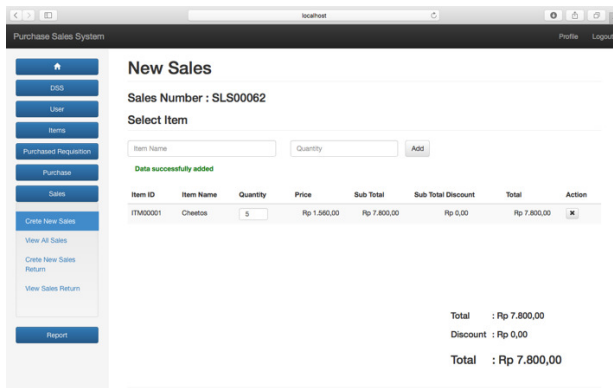 localhost
Purchase Sales System
Profile
Logout
DSS
User
Items
Purchased Requisition
Purchase
Sales
Crete New Sales
View All Sales
Crete New Sales
Return
View Sales Return
Report
New Sales
Sales Number : SLS00062
Select Item
Item Name
Quantity
Add
Data successfully added
Item ID Item Name Quantity Price Sub Total Sub Total Discount Total Action
ITM00001 Cheetos 5 Rp 1.560,00 Rp 7.800,00 Rp 0,00 Rp 7.800,00
Total : Rp 7.800,00
Discount : Rp 0,00
Total : Rp 7.800,00